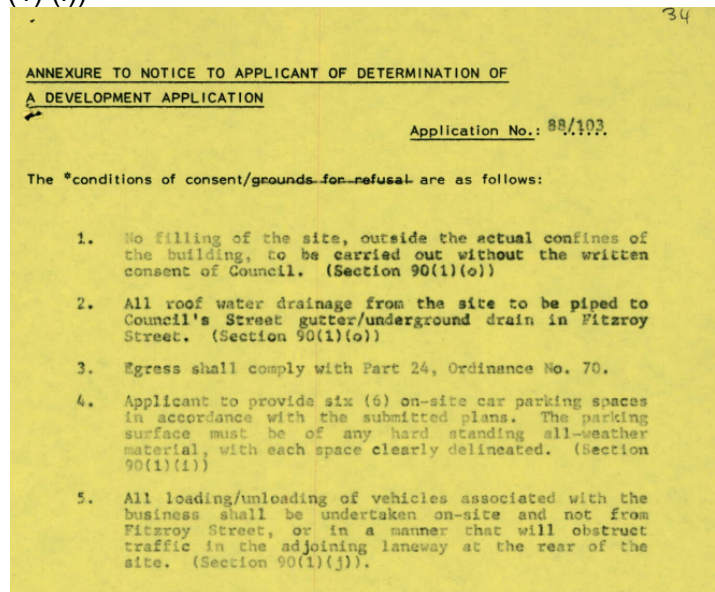 34
ANNEXURE TO NOTICE TO APPLICANT OF DETERMINATION OF
A DEVELOPMENT APPLICATION
Application No.: 88/103
The *conditions of consent/grounds for refusal are as follows:
1. No filling of the site, outside the actual confines of
the building, to be carried out without the written
consent of Council. (Section 90(1)(o))
2. All roof water drainage from the site to be piped to
Council's Street gutter/underground drain in Fitzroy
Street. (Section 90(1)(o))
3. Egress shall comply with Part 24, Ordinance No. 70.
4. Applicant to provide six (6) on-site car parking spaces
in accordance with the submitted plans. The parking
surface must be of any hard standing all-weather
material, with each space clearly delineated. (Section
90(1)(i))
5. All loading/unloading of vehicles associated with the
business shall be undertaken on-site and not from
Fitzroy Street, or in a manner that will obstruct
traffic in the adjoining laneway at the rear of the
site. (Section 90(1)(j)).